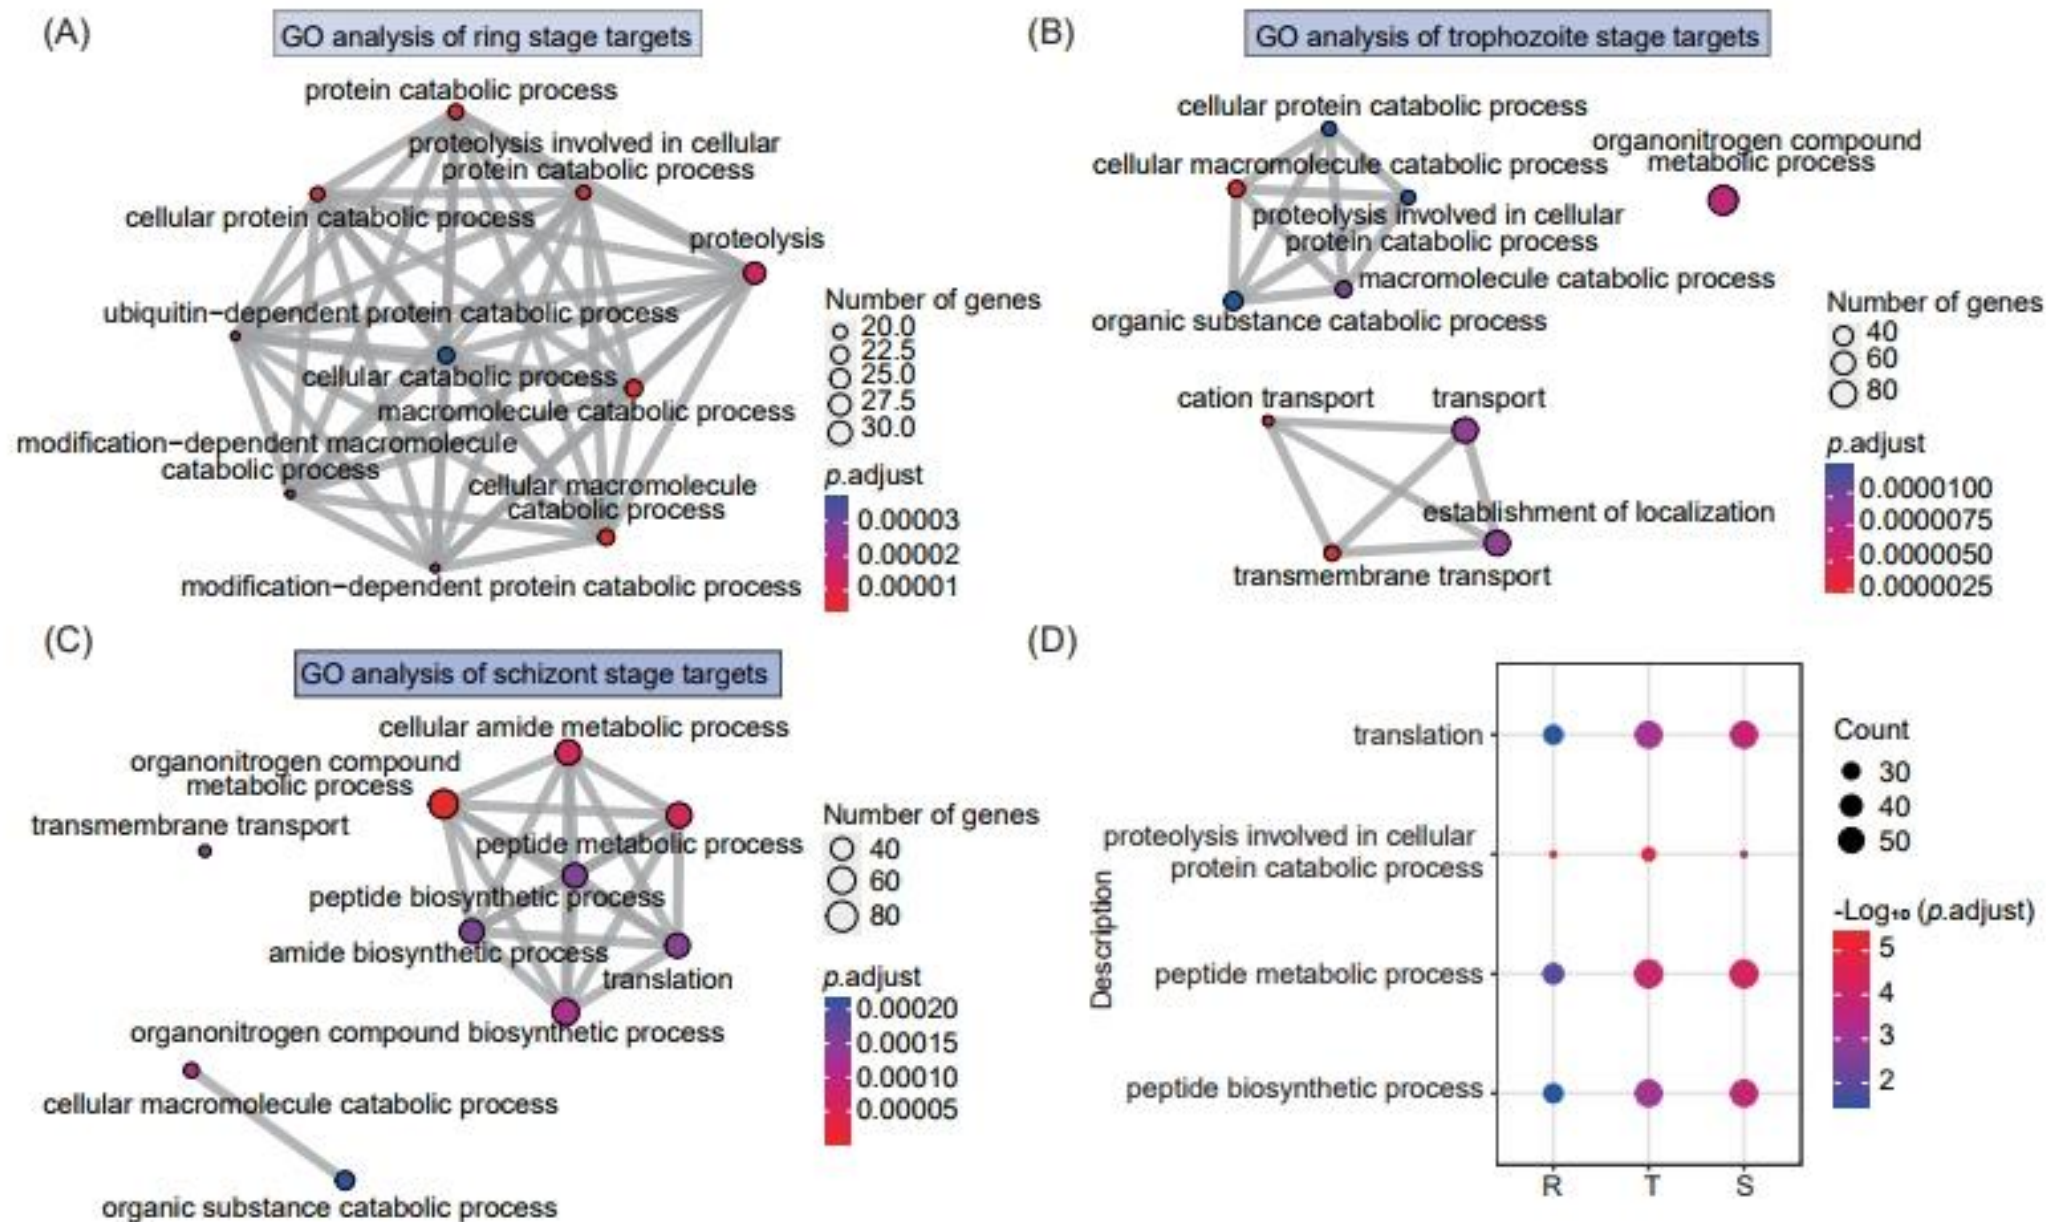 (A)
GO analysis of ring stage targets
protein catabolic process
proteolysis involved in cellular
protein catabolic process
cellular protein catabolic process
proteolysis
ubiquitin−dependent protein catabolic process
cellular catabolic process
macromolecule catabolic process
modification−dependent macromolecule
catabolic process
cellular macromolecule
catabolic process
modification−dependent protein catabolic process
Number of genes
20.0
22.5
25.0
27.5
30.0
p.adjust
0.00003
0.00002
0.00001
(B)
GO analysis of trophozoite stage targets
cellular protein catabolic process
organonitrogen compound
metabolic process
cellular macromolecule catabolic process
proteolysis involved in cellular
protein catabolic process
macromolecule catabolic process
organic substance catabolic process
cation transport
transport
establishment of localization
transmembrane transport
Number of genes
40
60
80
p.adjust
0.0000100
0.0000075
0.0000050
0.0000025
(C)
GO analysis of schizont stage targets
cellular amide metabolic process
organonitrogen compound
metabolic process
transmembrane transport
peptide metabolic process
peptide biosynthetic process
amide biosynthetic process
translation
organonitrogen compound biosynthetic process
cellular macromolecule catabolic process
organic substance catabolic process
Number of genes
40
60
80
p.adjust
0.00020
0.00015
0.00010
0.00005
(D)
Description
translation
proteolysis involved in cellular
protein catabolic process
peptide metabolic process
peptide biosynthetic process
R T S
Count
30
40
50
-Log₁₀ (p.adjust)
5
4
3
2